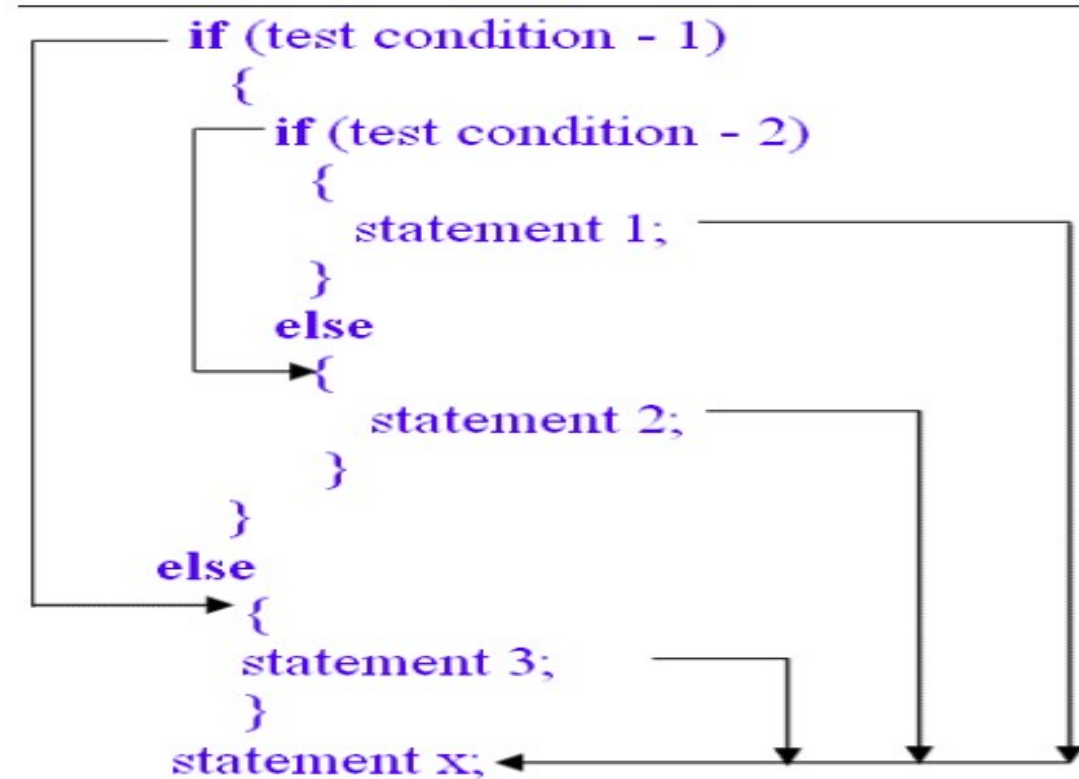 if (test condition - 1)
{
if (test condition - 2)
{
statement 1;
}
else
{
statement 2;
}
}
else
{
statement 3;
}
statement x;